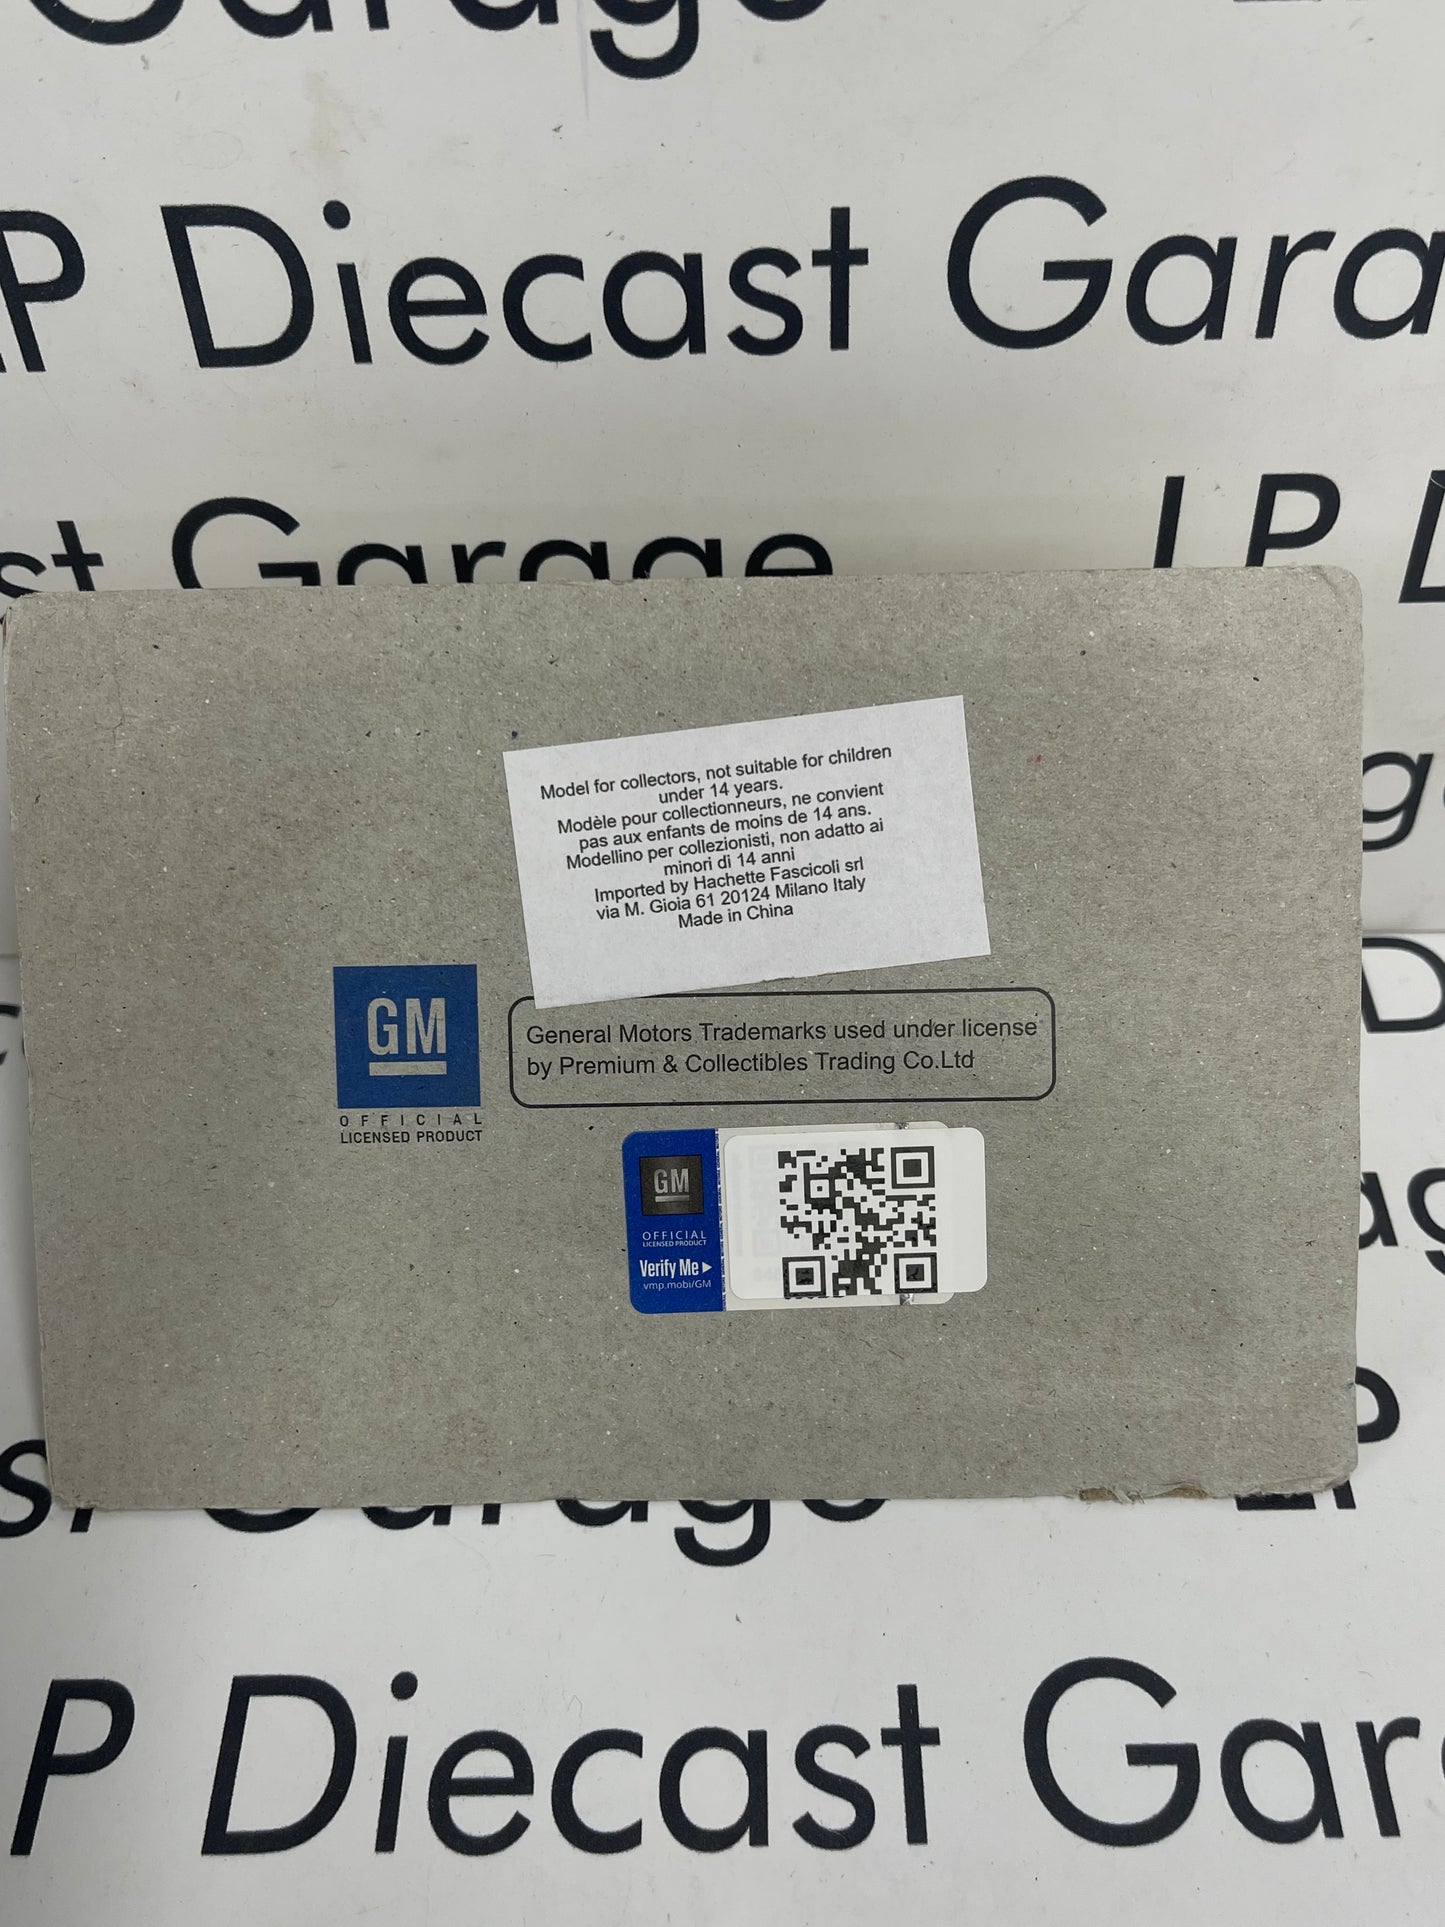 Garage
LP Diecast Gara
st Garage LP D
Model for collectors, not suitable for children
under 14 years.
Modèle pour collectionneurs, ne convient
pas aux enfants de moins de 14 ans.
Modellino per collezionisti, non adatto ai
minori di 14 anni
Imported by Hachette Fascicoli srl
via M. Gioia 61 20124 Milano Italy
Made in China
GM
OFFICIAL
LICENSED PRODUCT
General Motors Trademarks used under license
by Premium & Collectibles Trading Co.Ltd
GM
OFFICIAL
LICENSED PRODUCT
Verify Me
vmp.mobi/GM
st Garage LP
P Diecast Gar